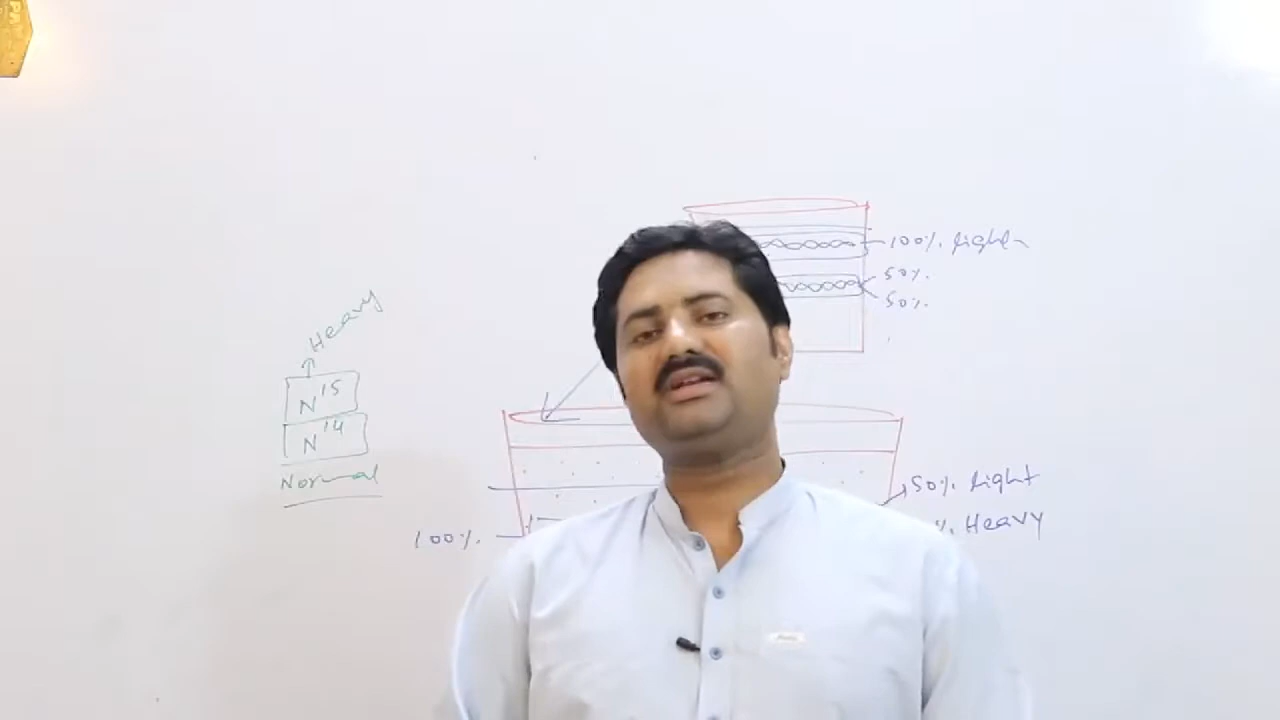 100% light
50%.
50%.
Heavy
N15
N14
Normal
50% light
% Heavy
100%.